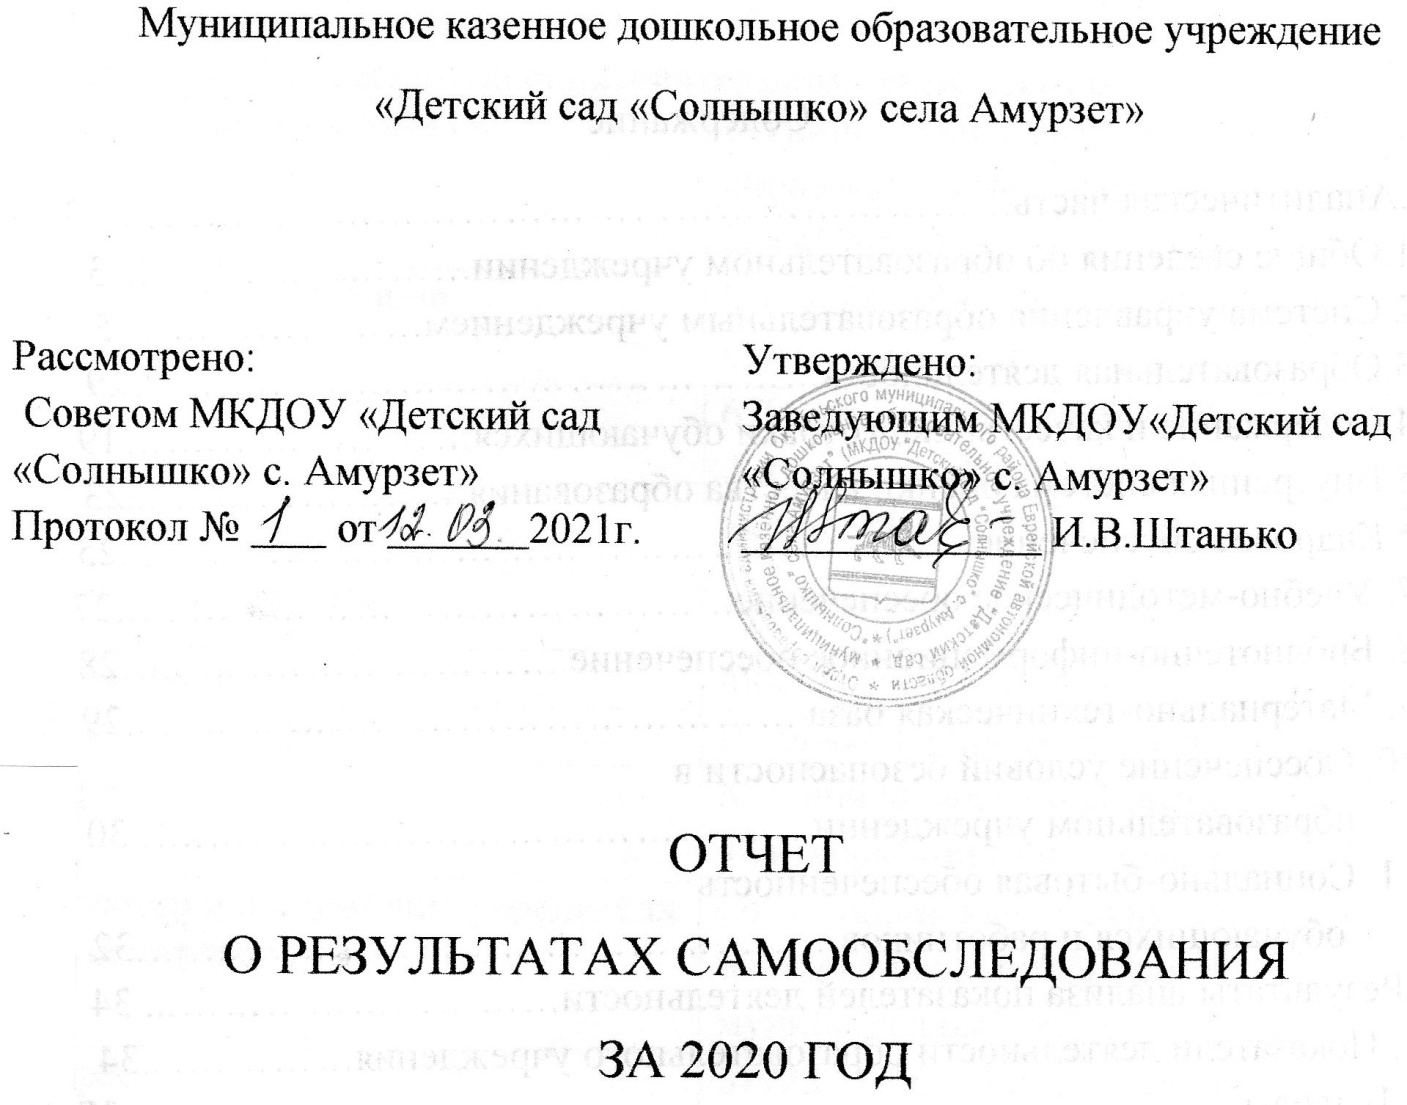 Муниципальное казенное дошкольное образовательное учреждение
«Детский сад «Солнышко» села Амурзет»
Рассмотрено:
Советом МКДОУ «Детский сад
«Солнышко» с. Амурзет»
Протокол № 1 от 12.03.2021г.
Утверждено:
Заведующим МКДОУ«Детский сад
«Солнышко» с. Амурзет»
И.В.Штанько
ОТЧЕТ
О РЕЗУЛЬТАТАХ САМООБСЛЕДОВАНИЯ
ЗА 2020 ГОД